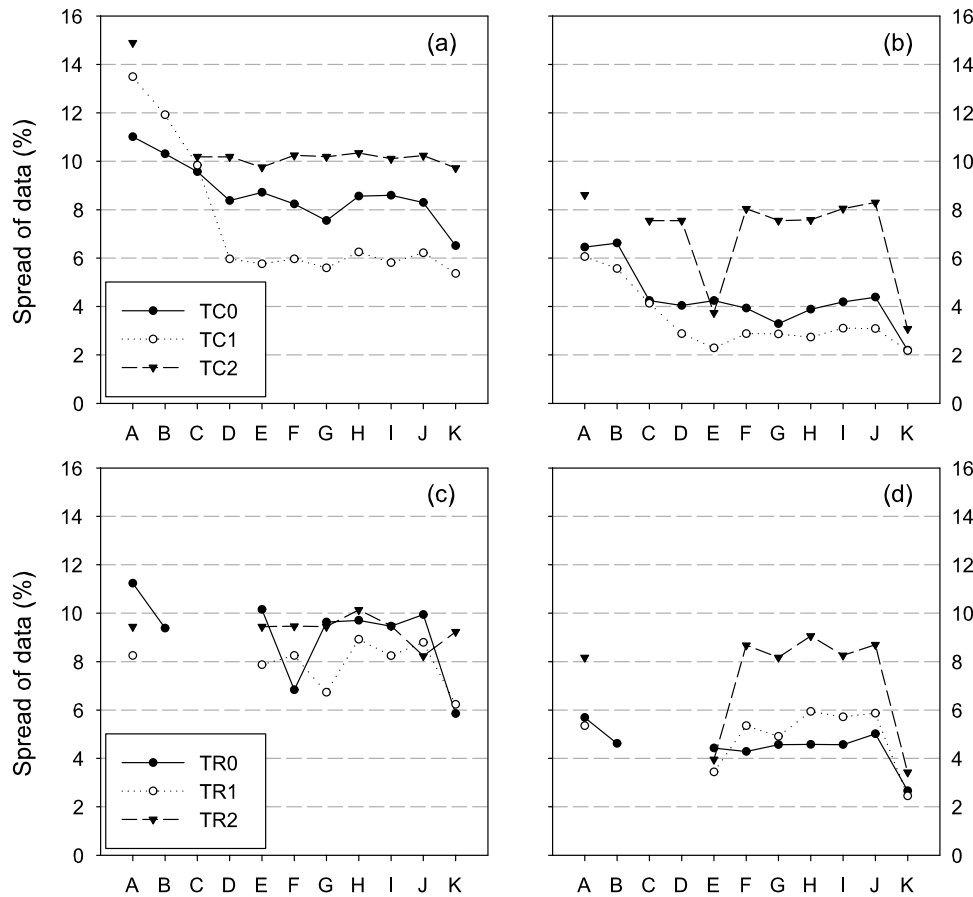 16 (a) (b) 16
14 14
12 12
10 10
8 8
6 6
4 4
2 2
0 0
Spread of data (%)
TC0
TC1
TC2
A B C D E F G H I J K A B C D E F G H I J K
16 (c) (d) 16
14 14
12 12
10 10
8 8
6 6
4 4
2 2
0 0
Spread of data (%)
TR0
TR1
TR2
A B C D E F G H I J K A B C D E F G H I J K